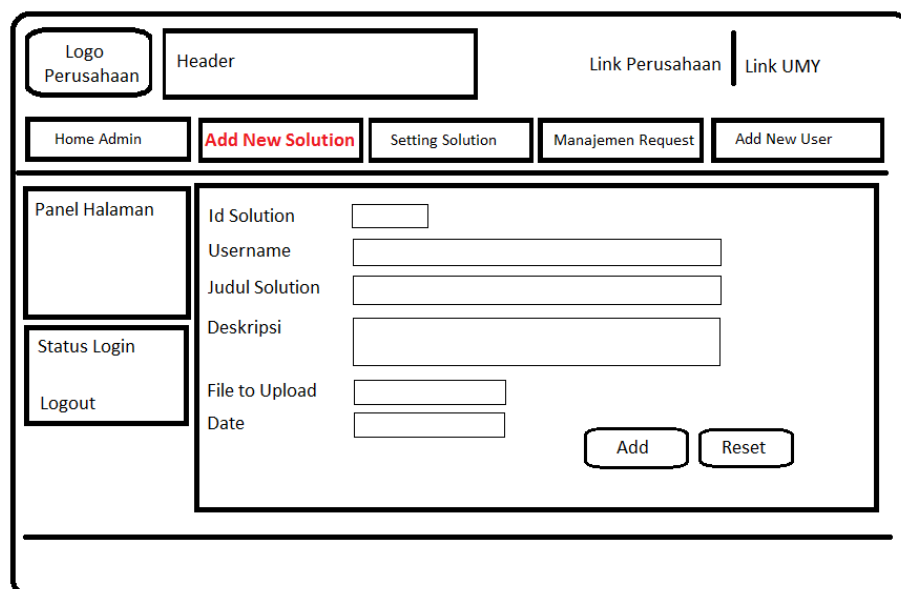 Logo
Perusahaan
Header
Link Perusahaan
Link UMY
Home Admin
Add New Solution
Setting Solution
Manajemen Request
Add New User
Panel Halaman
Status Login
Logout
Id Solution
Username
Judul Solution
Deskripsi
File to Upload
Date
Add
Reset